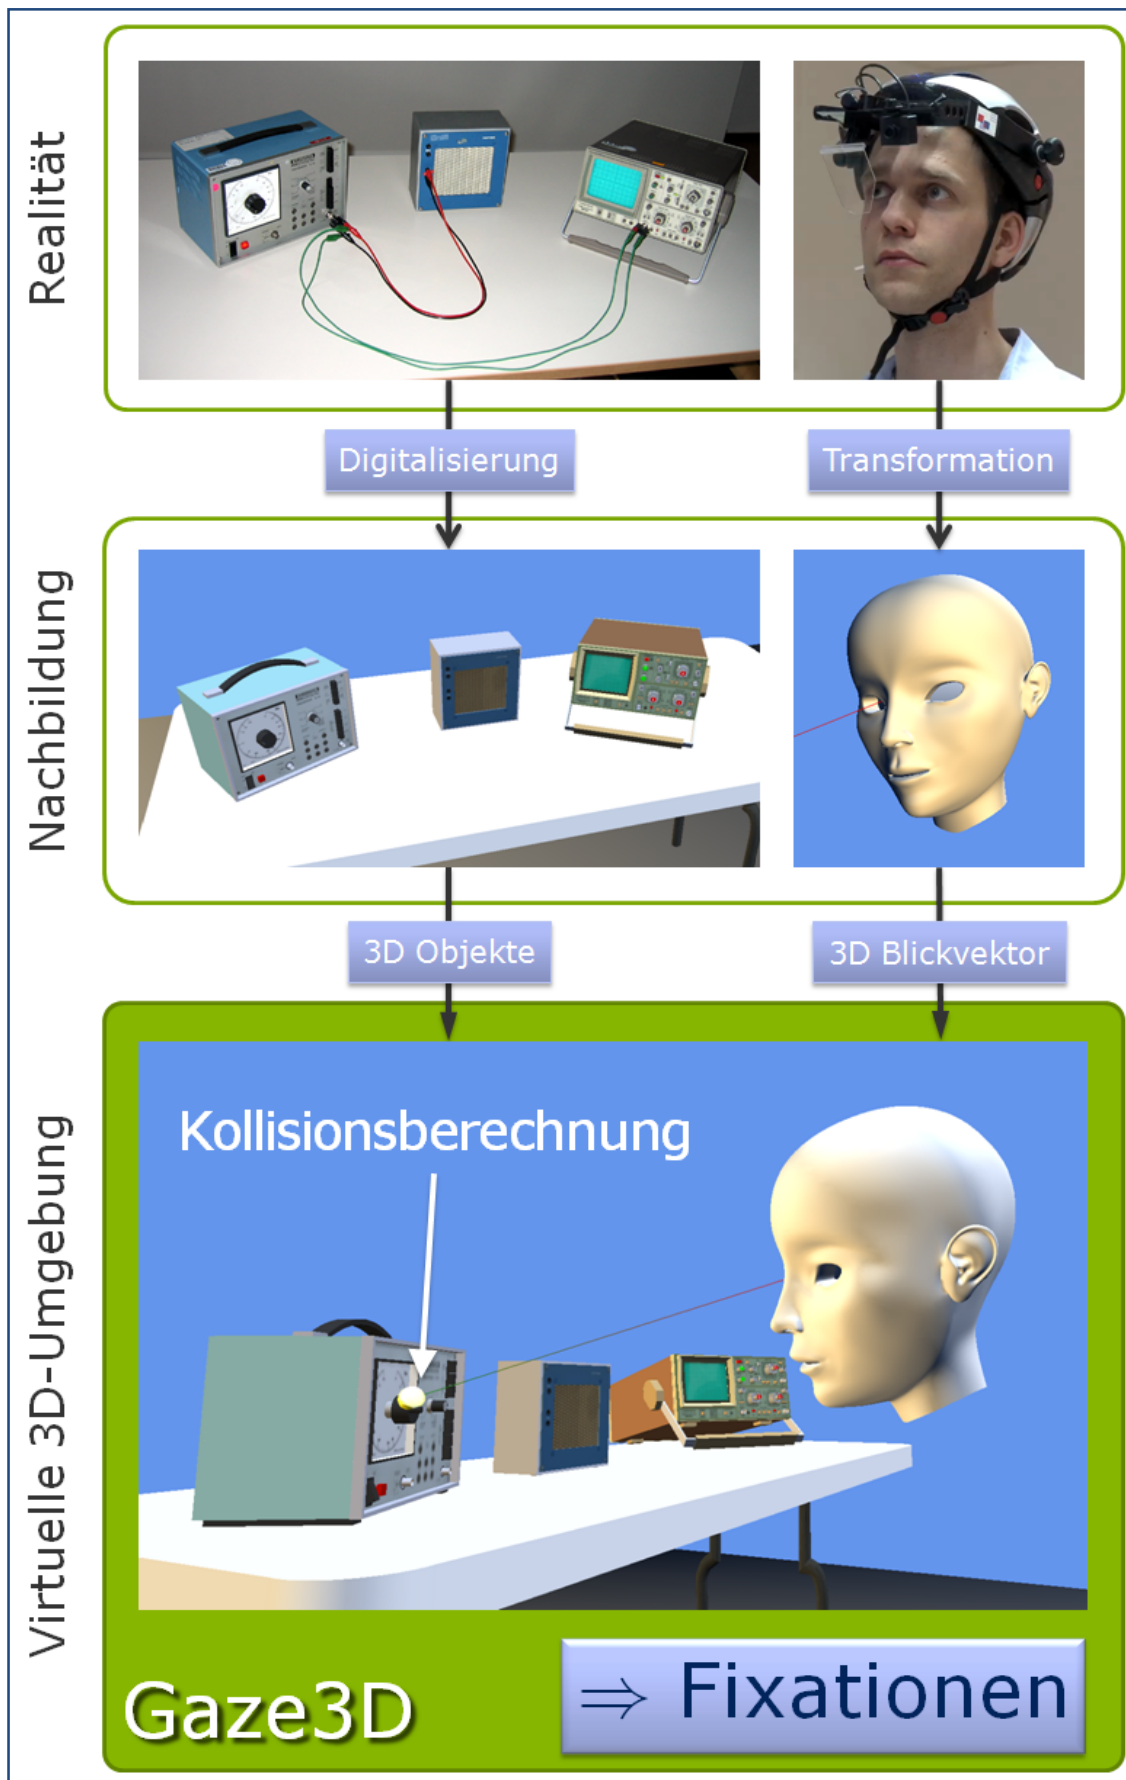 Realität
Digitalisierung
Transformation
Nachbildung
3D Objekte
3D Blickvektor
Virtuelle 3D-Umgebung
Kollisionsberechnung
Gaze3D
⇒ Fixationen